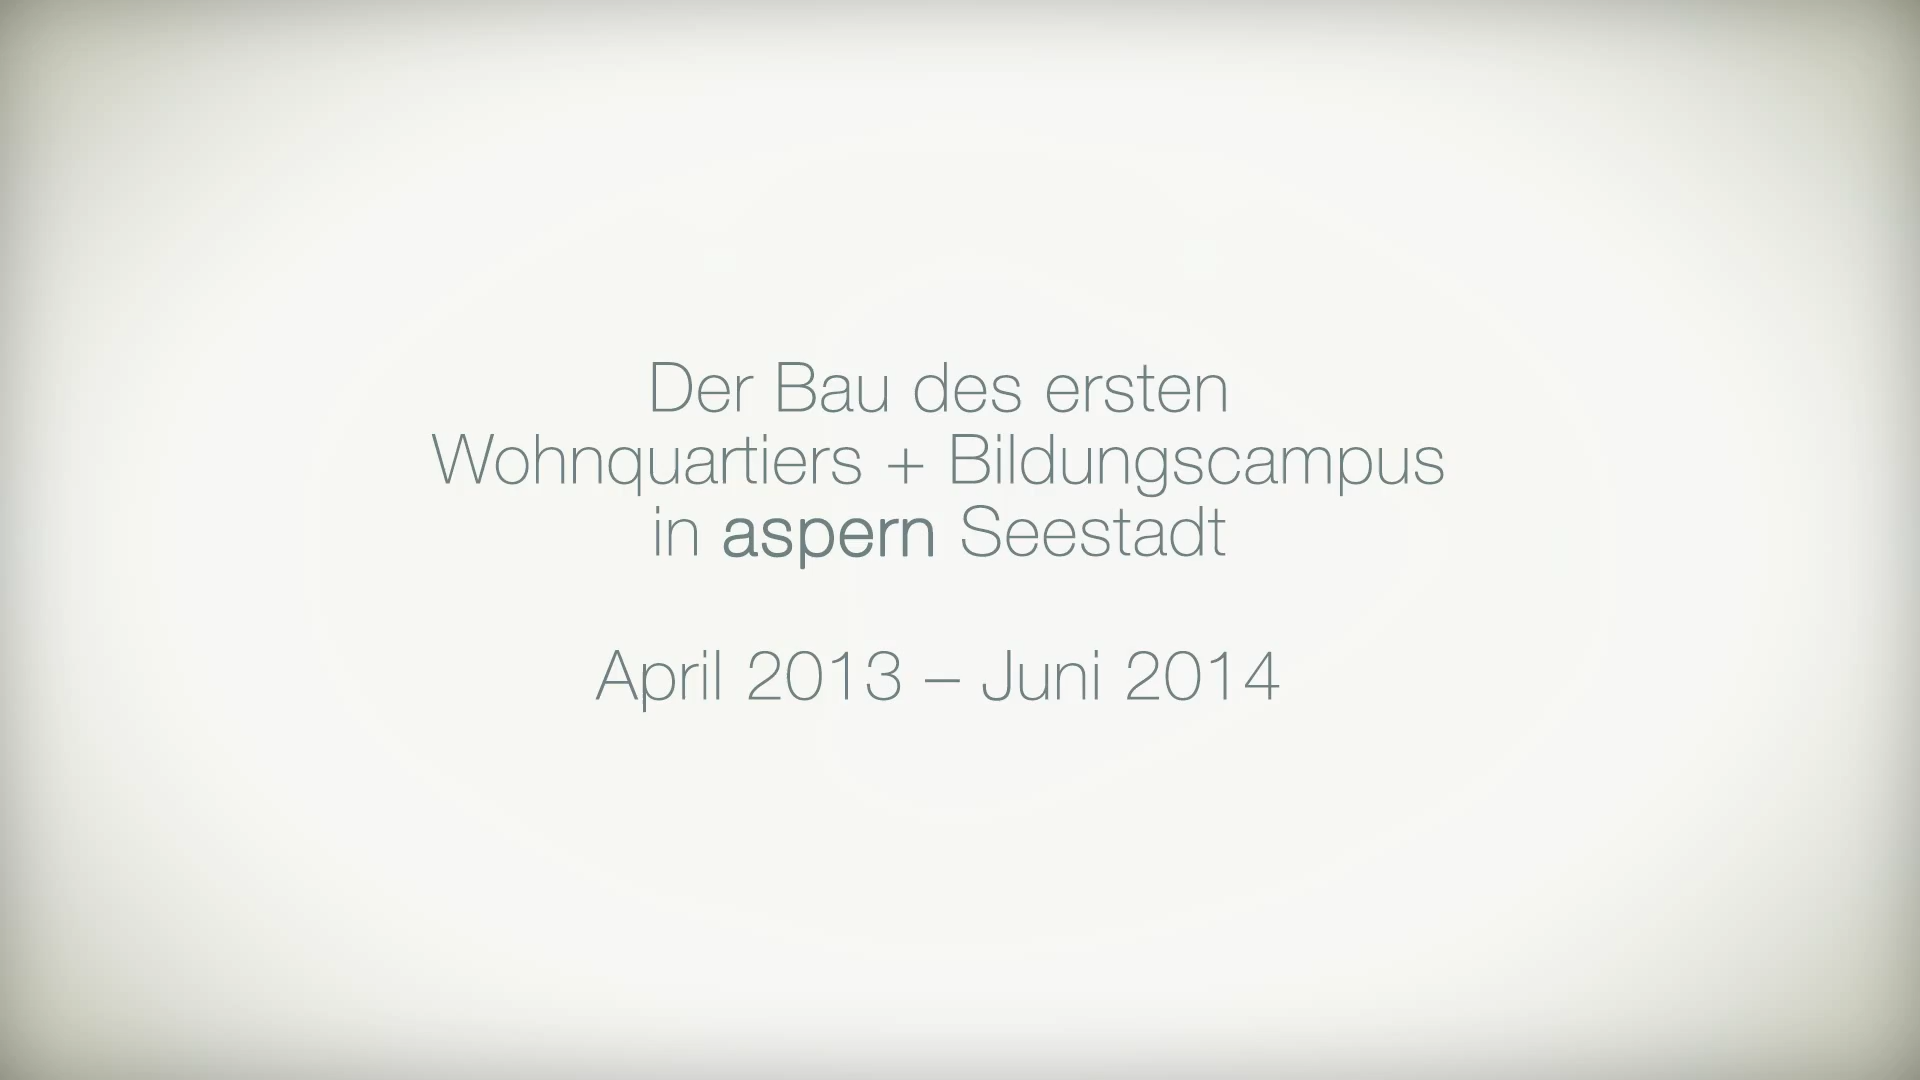 Der Bau des ersten
Wohnquartiers + Bildungscampus
in aspern Seestadt
April 2013 – Juni 2014